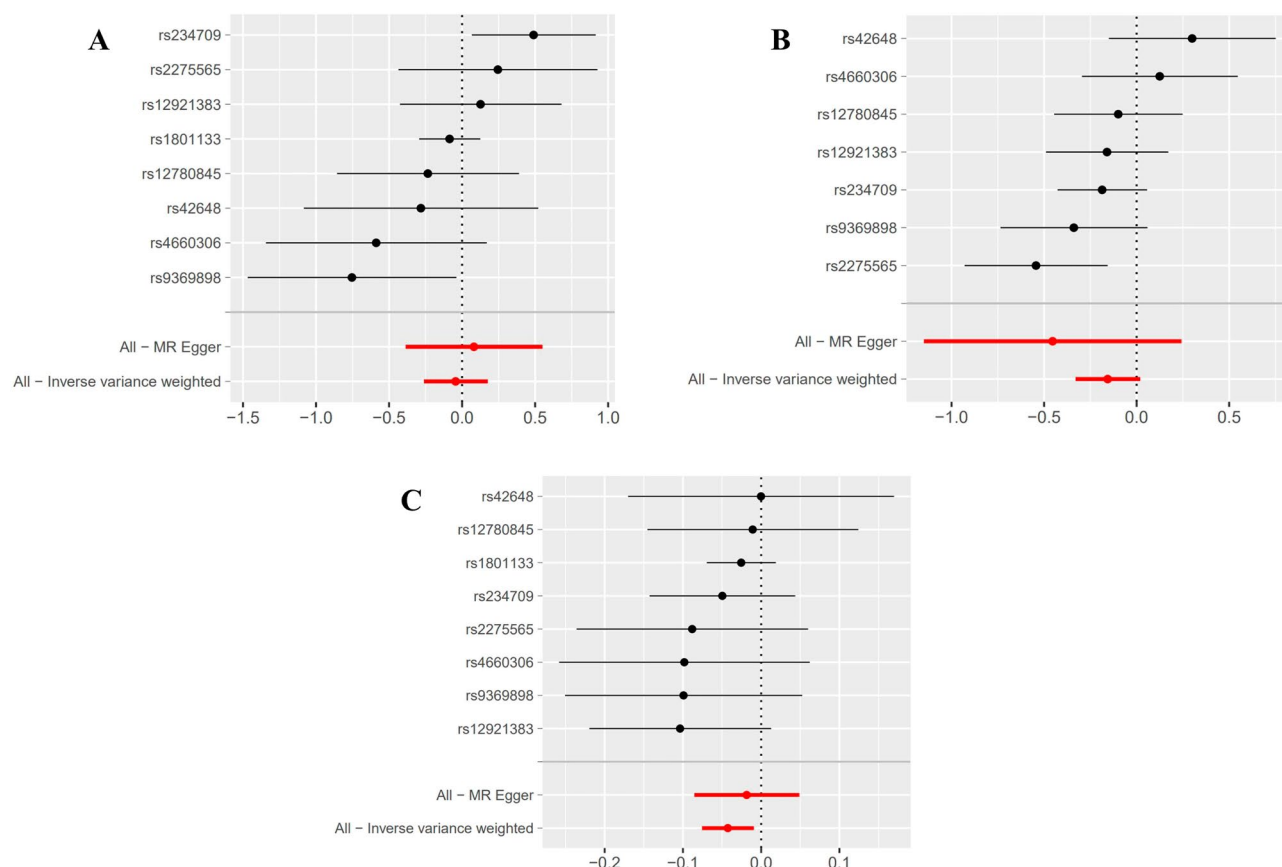 A
rs234709
rs2275565
rs12921383
rs1801133
rs12780845
rs42648
rs4660306
rs9369898
All − MR Egger
All − Inverse variance weighted
−1.5 −1.0 −0.5 0.0 0.5 1.0
B
rs42648
rs4660306
rs12780845
rs12921383
rs234709
rs9369898
rs2275565
All − MR Egger
All − Inverse variance weighted
−1.0 −0.5 0.0 0.5
C
rs42648
rs12780845
rs1801133
rs234709
rs2275565
rs4660306
rs9369898
rs12921383
All − MR Egger
All − Inverse variance weighted
−0.2 −0.1 0.0 0.1